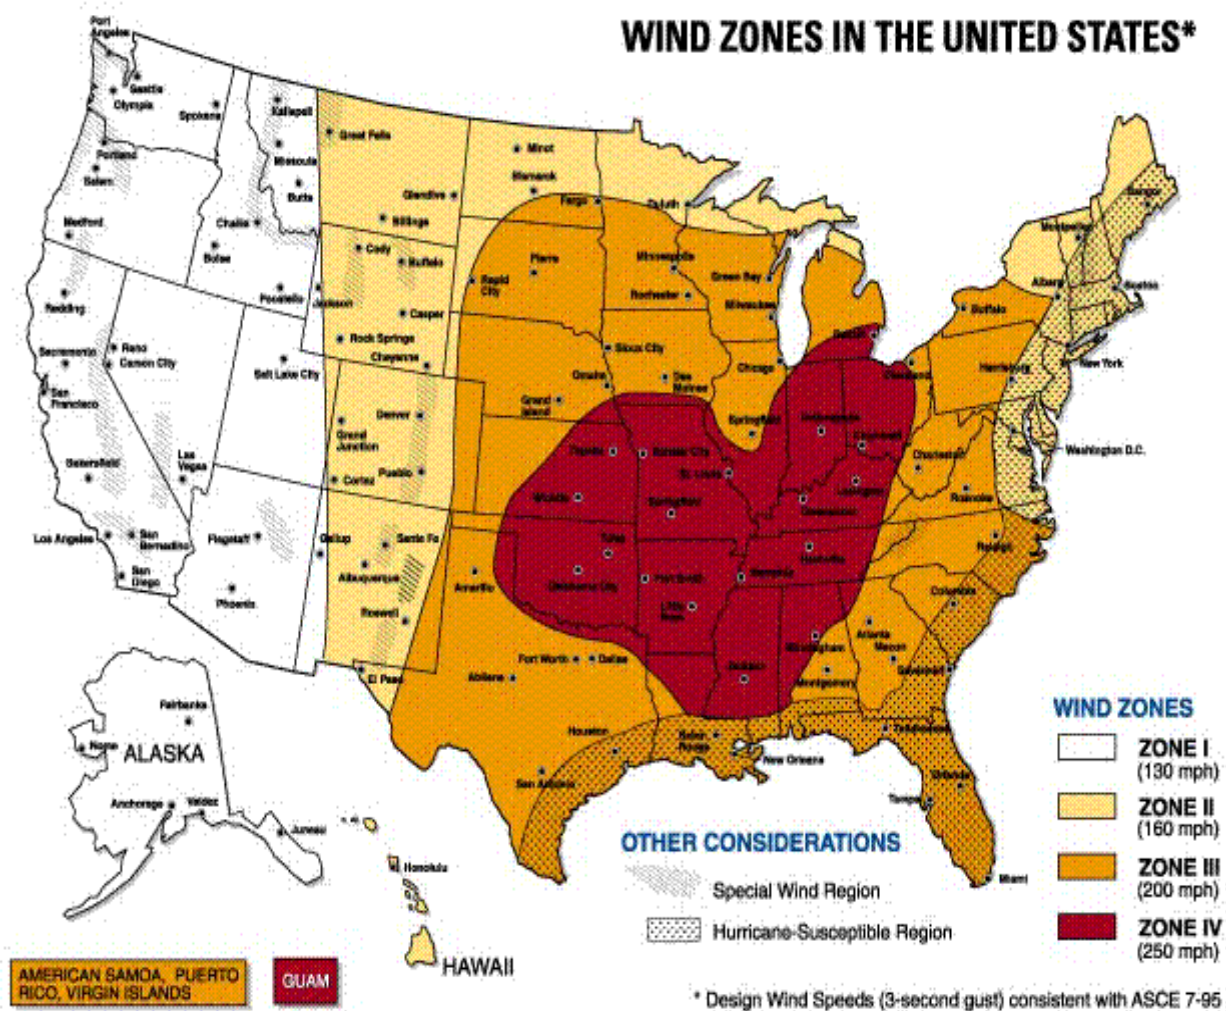 WIND ZONES IN THE UNITED STATES*
Port
Angeles
Seattle
Olympia
Spokane
Kalispell
Great Falls
Minot
Portland
Missoula
Bismarck
Salem
Butte
Glendive
Fargo
Duluth
Bangor
Medford
Challis
Billings
Montpelier
Boise
Cody
Buffalo
Pierre
Minneapolis
Green Bay
Albany
Boston
Redding
Pocatello
Jackson
Rapid
City
Rochester
Milwaukee
Buffalo
Casper
Sacramento
Reno
Carson City
Rock Springs
Cheyenne
Sioux City
Detroit
San
Francisco
Salt Lake City
Omaha
Des
Moines
Chicago
Cleveland
Harrisburg
New York
Denver
Grand
Island
Springfield
Indianapolis
Grand
Junction
Bakersfield
Las
Vegas
Cortez
Pueblo
Topeka
Kansas City
St. Louis
Charleston
Washington D.C.
Wichita
Springfield
Roanoke
Los Angeles
San
Bernadino
Flagstaff
Gallup
Santa Fe
Tulsa
Nashville
Raleigh
San
Diego
Phoenix
Albuquerque
Amarillo
Oklahoma City
Memphis
Roswell
Little
Rock
Columbia
Atlanta
Macon
Birmingham
El Paso
Abilene
Fort Worth
Dallas
Jackson
Montgomery
Savannah
Houston
Baton
Rouge
New Orleans
Tallahassee
San Antonio
Orlando
Tampa
Miami
Fairbanks
Nome
ALASKA
Anchorage
Valdez
Juneau
Honolulu
HAWAII
WIND ZONES
ZONE I
(130 mph)
ZONE II
(160 mph)
ZONE III
(200 mph)
ZONE IV
(250 mph)
OTHER CONSIDERATIONS
Special Wind Region
Hurricane-Susceptible Region
AMERICAN SAMOA, PUERTO
RICO, VIRGIN ISLANDS
GUAM
* Design Wind Speeds (3-second gust) consistent with ASCE 7-95